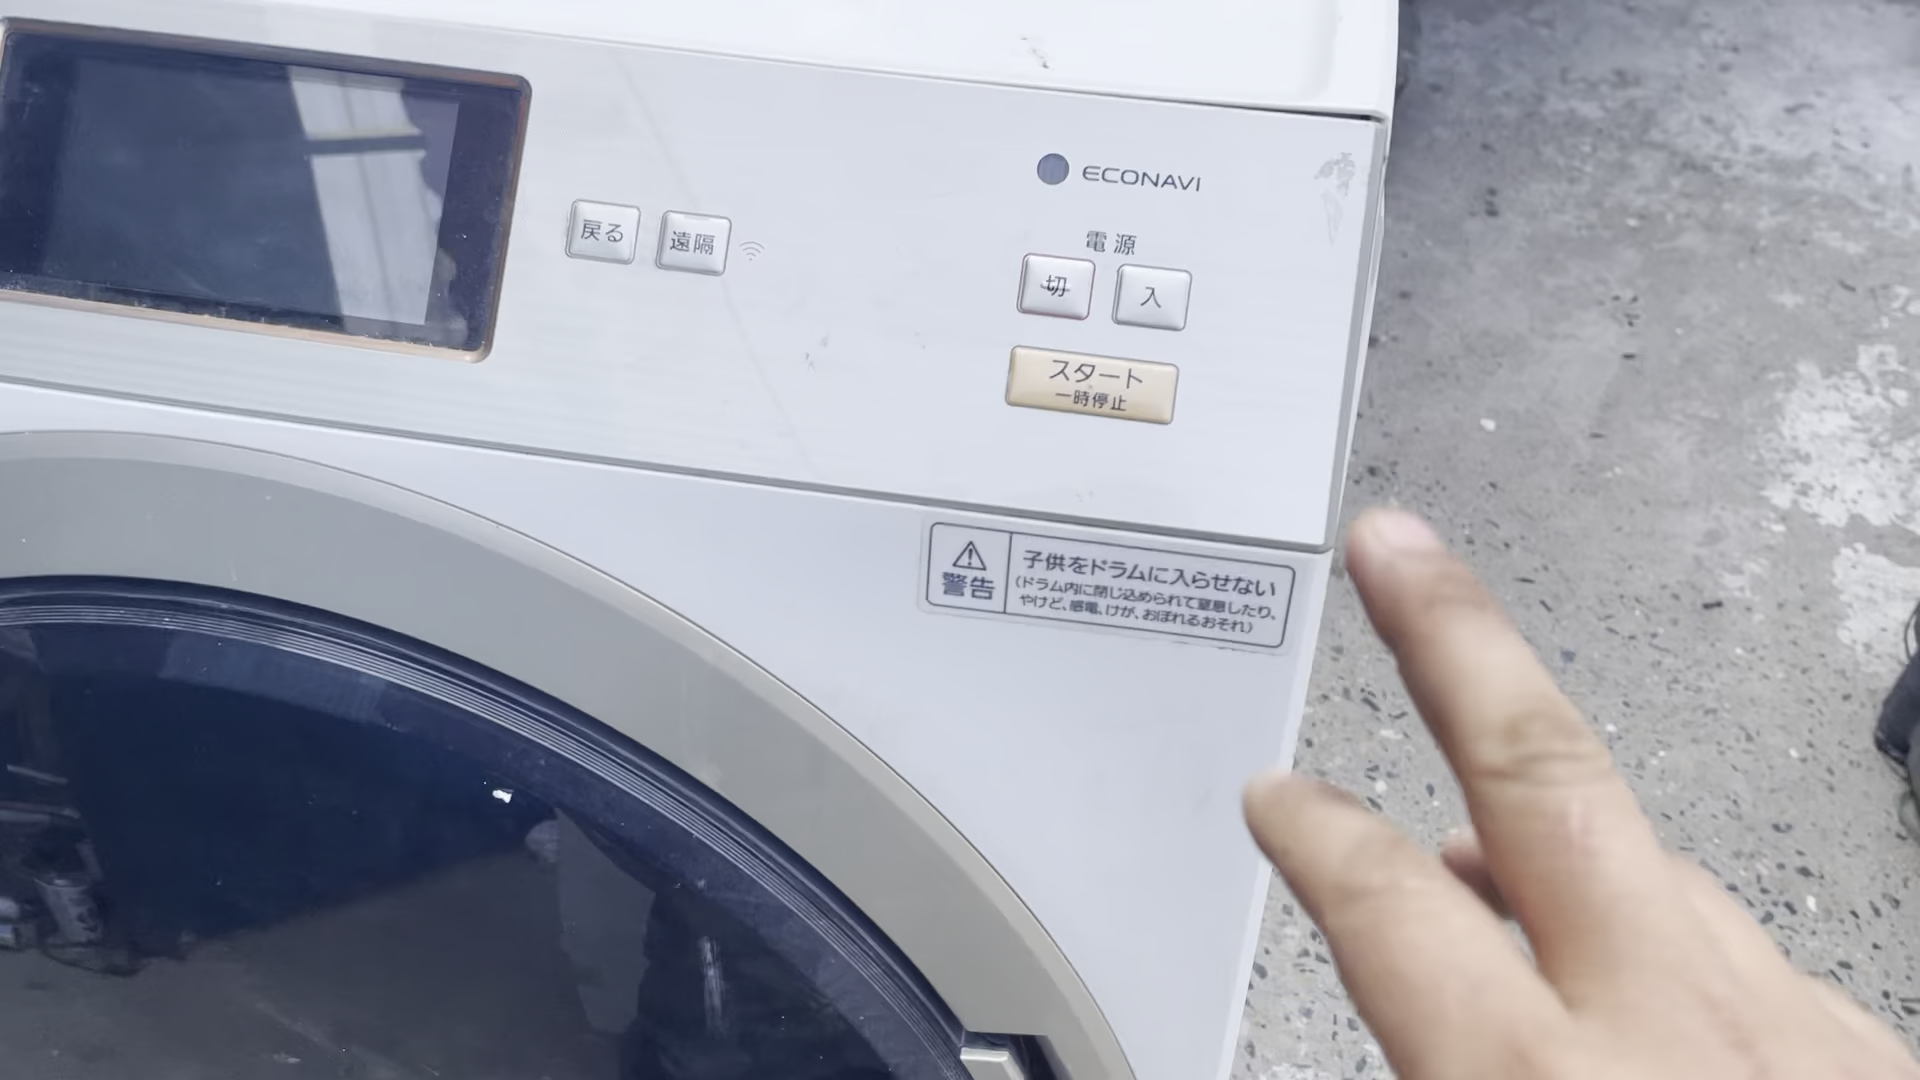 ECONAVI
電源
戻る
遠隔
切
入
スタート
一時停止
警告
子供をドラムに入らせない
(ドラム内に閉じ込められて窒息したり、
やけど、感電、けが、おぼれるおそれ)